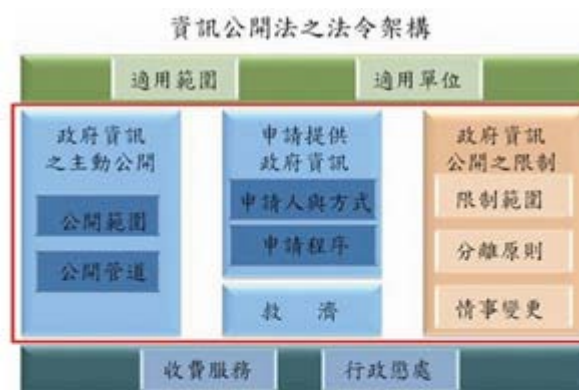 資訊公開法之法令架構
適用範圍
適用單位
政府資訊
之主動公開
公開範圍
公開管道
申請提供
政府資訊
申請人與方式
申請程序
救 濟
政府資訊
公開之限制
限制範圍
分離原則
情事變更
收費服務
行政懲處